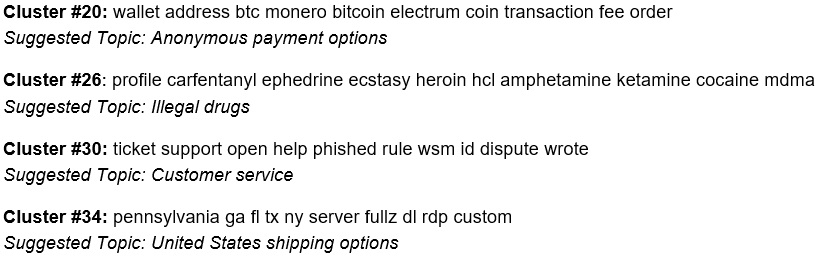 Cluster #20: wallet address btc monero bitcoin electrum coin transaction fee order
Suggested Topic: Anonymous payment options
Cluster #26: profile carfentanyl ephedrine ecstasy heroin hcl amphetamine ketamine cocaine mdma
Suggested Topic: Illegal drugs
Cluster #30: ticket support open help phished rule wsm id dispute wrote
Suggested Topic: Customer service
Cluster #34: pennsylvania ga fl tx ny server fullz dl rdp custom
Suggested Topic: United States shipping options